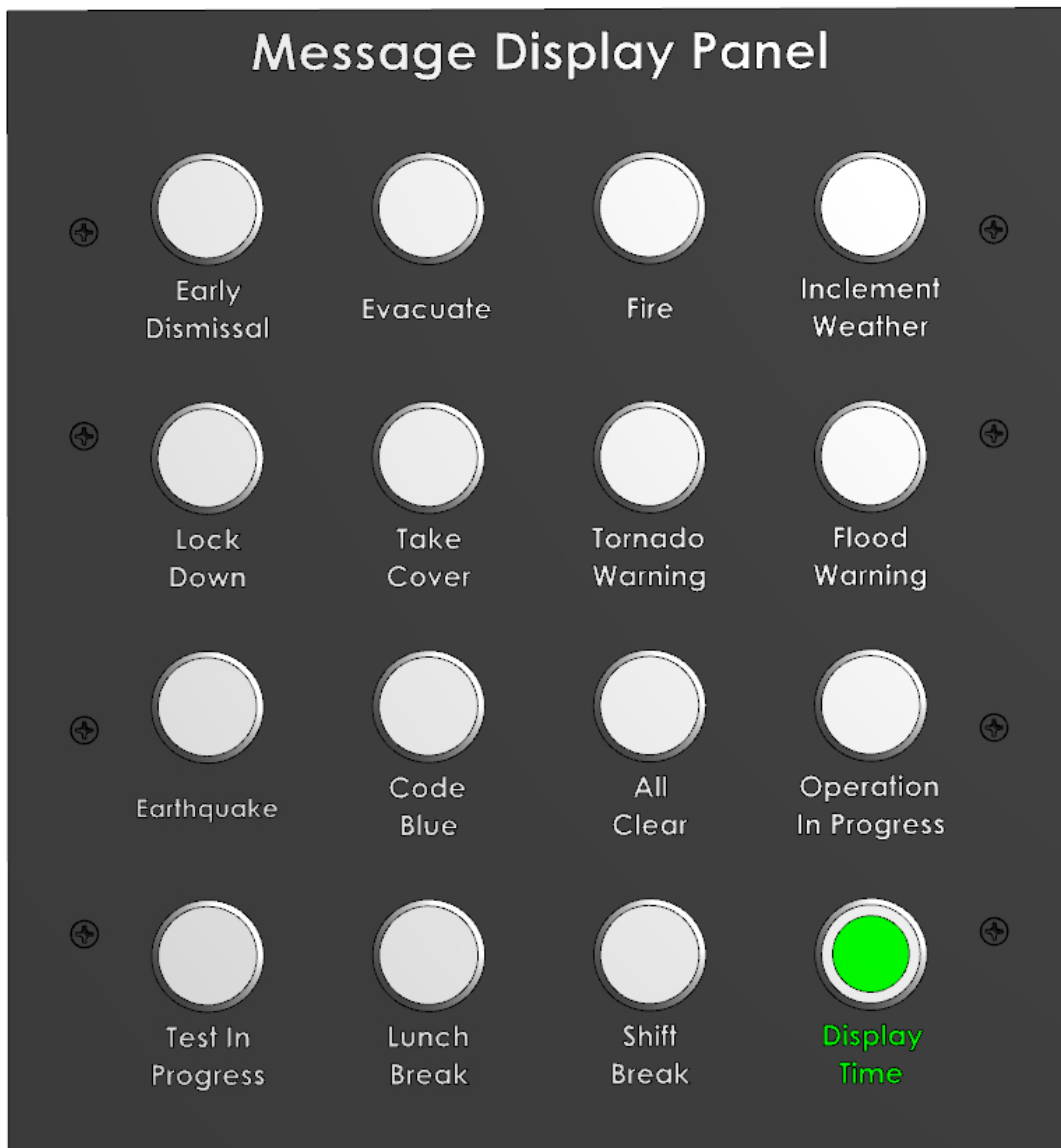 Message Display Panel
Early
Dismissal
Evacuate
Fire
Inclement
Weather
Lock
Down
Take
Cover
Tornado
Warning
Flood
Warning
Earthquake
Code
Blue
All
Clear
Operation
In Progress
Test In
Progress
Lunch
Break
Shift
Break
Display
Time